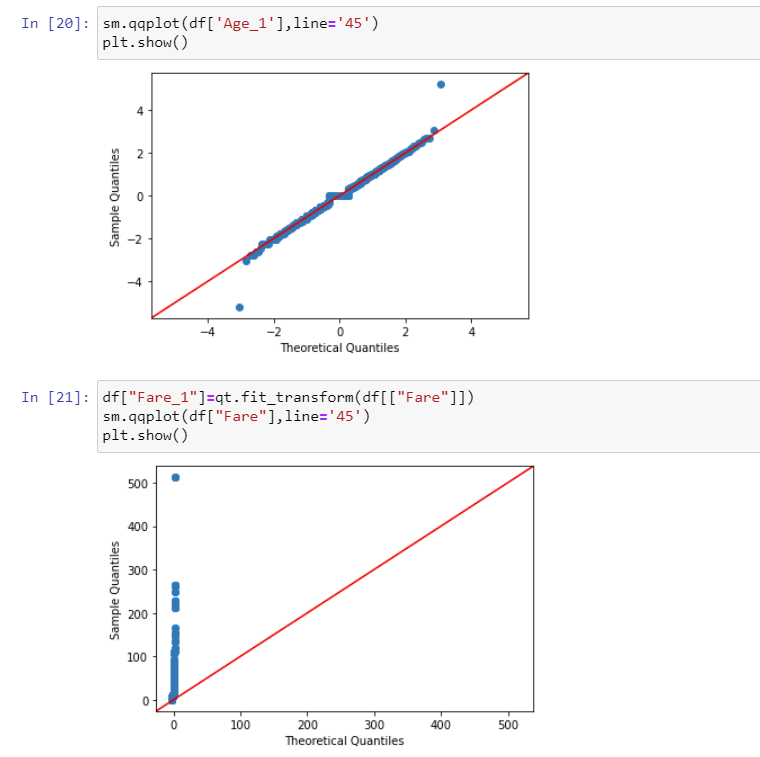 In [20]: sm.qqplot(df['Age_1'],line='45')
plt.show()
4
2
0
−2
−4
Sample Quantiles
−4 −2 0 2 4
Theoretical Quantiles
In [21]: df["Fare_1"]=qt.fit_transform(df[["Fare"]])
sm.qqplot(df["Fare"],line='45')
plt.show()
500
400
300
200
100
0
Sample Quantiles
0 100 200 300 400 500
Theoretical Quantiles